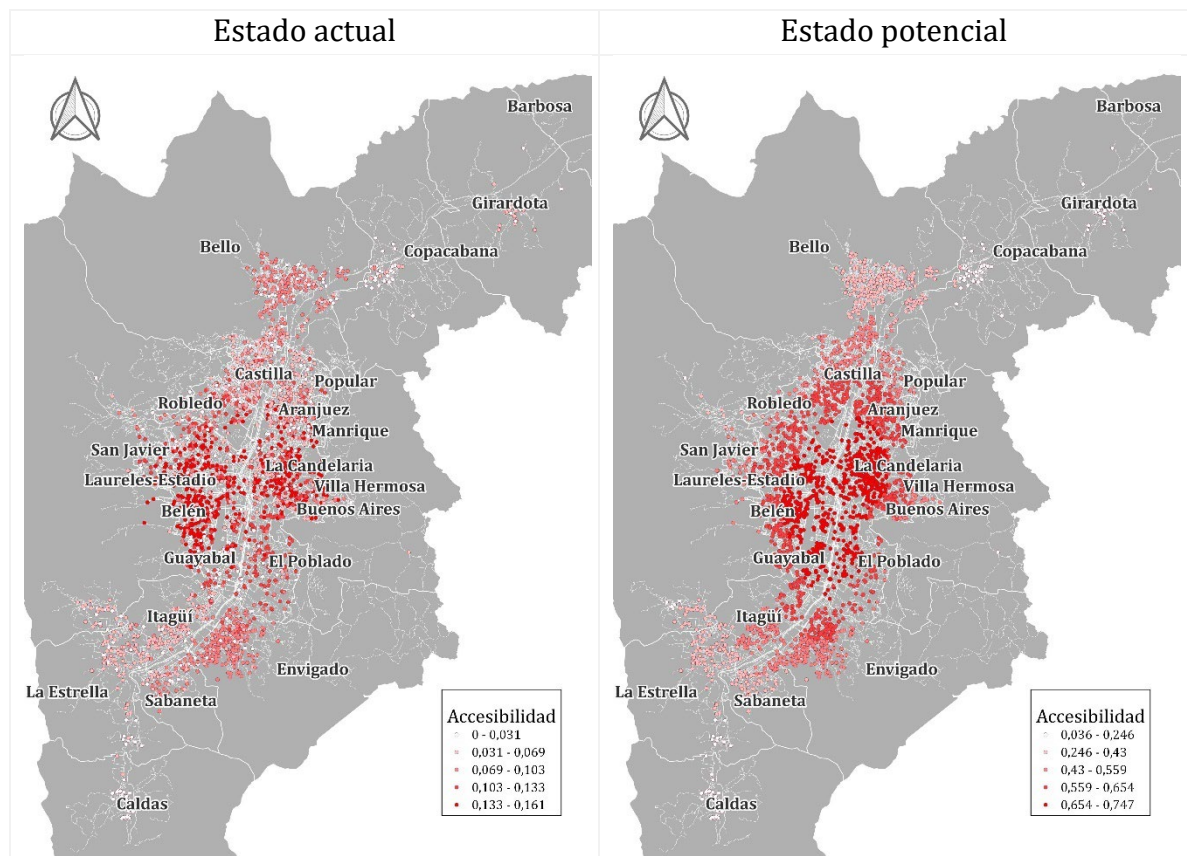 Estado actual
Estado potencial
Barbosa
Girardota
Copacabana
Bello
Castilla
Popular
Robledo
Aranjuez
Manrique
San Javier
La Candelaria
Laureles-Estadio
Villa Hermosa
Belén
Buenos Aires
Guayabal
El Poblado
Itagüí
Envigado
La Estrella
Sabaneta
Caldas
Accesibilidad
0 - 0,031
0,031 - 0,069
0,069 - 0,103
0,103 - 0,133
0,133 - 0,161
Barbosa
Girardota
Copacabana
Bello
Castilla
Popular
Robledo
Aranjuez
Manrique
San Javier
La Candelaria
Laureles-Estadio
Villa Hermosa
Belén
Buenos Aires
Guayabal
El Poblado
Itagüí
Envigado
La Estrella
Sabaneta
Caldas
Accesibilidad
0,036 - 0,246
0,246 - 0,43
0,43 - 0,559
0,559 - 0,654
0,654 - 0,747